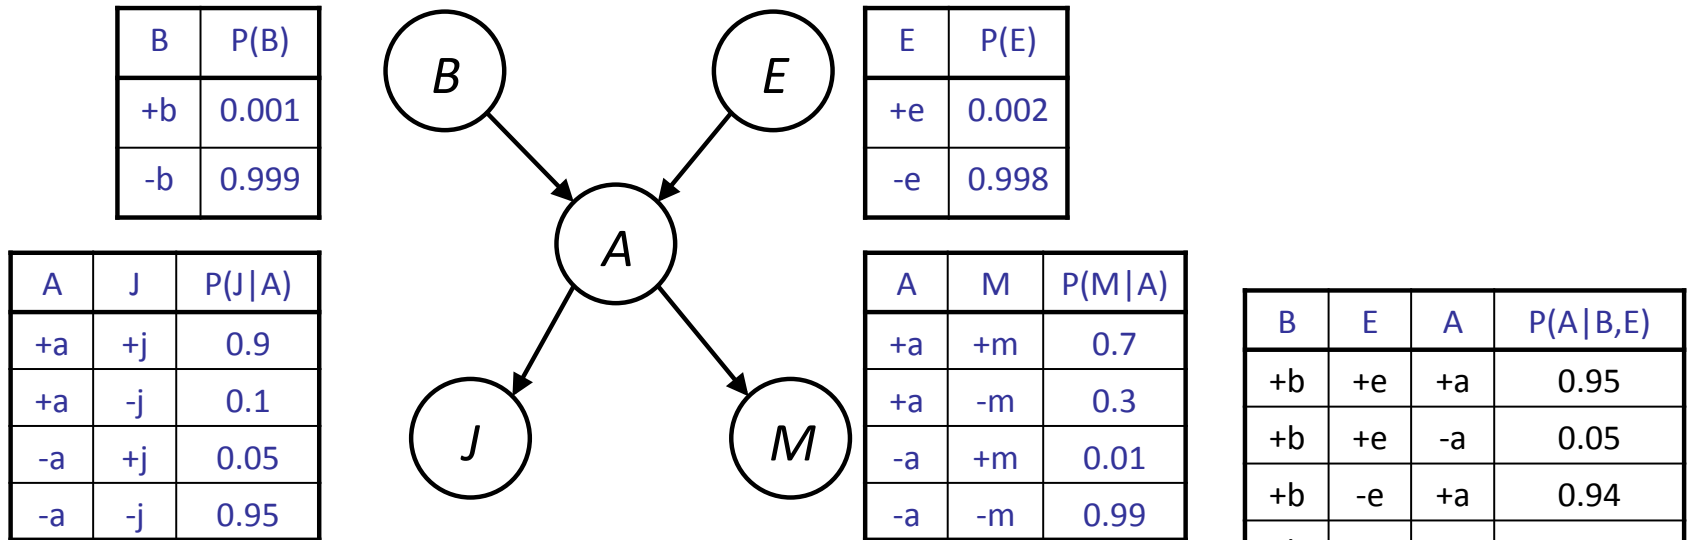 B P(B)
+b 0.001
-b 0.999
B
E
E P(E)
+e 0.002
-e 0.998
A
A J P(J|A)
+a +j 0.9
+a -j 0.1
-a +j 0.05
-a -j 0.95
J
M
A M P(M|A)
+a +m 0.7
+a -m 0.3
-a +m 0.01
-a -m 0.99
B E A P(A|B,E)
+b +e +a 0.95
+b +e -a 0.05
+b -e +a 0.94